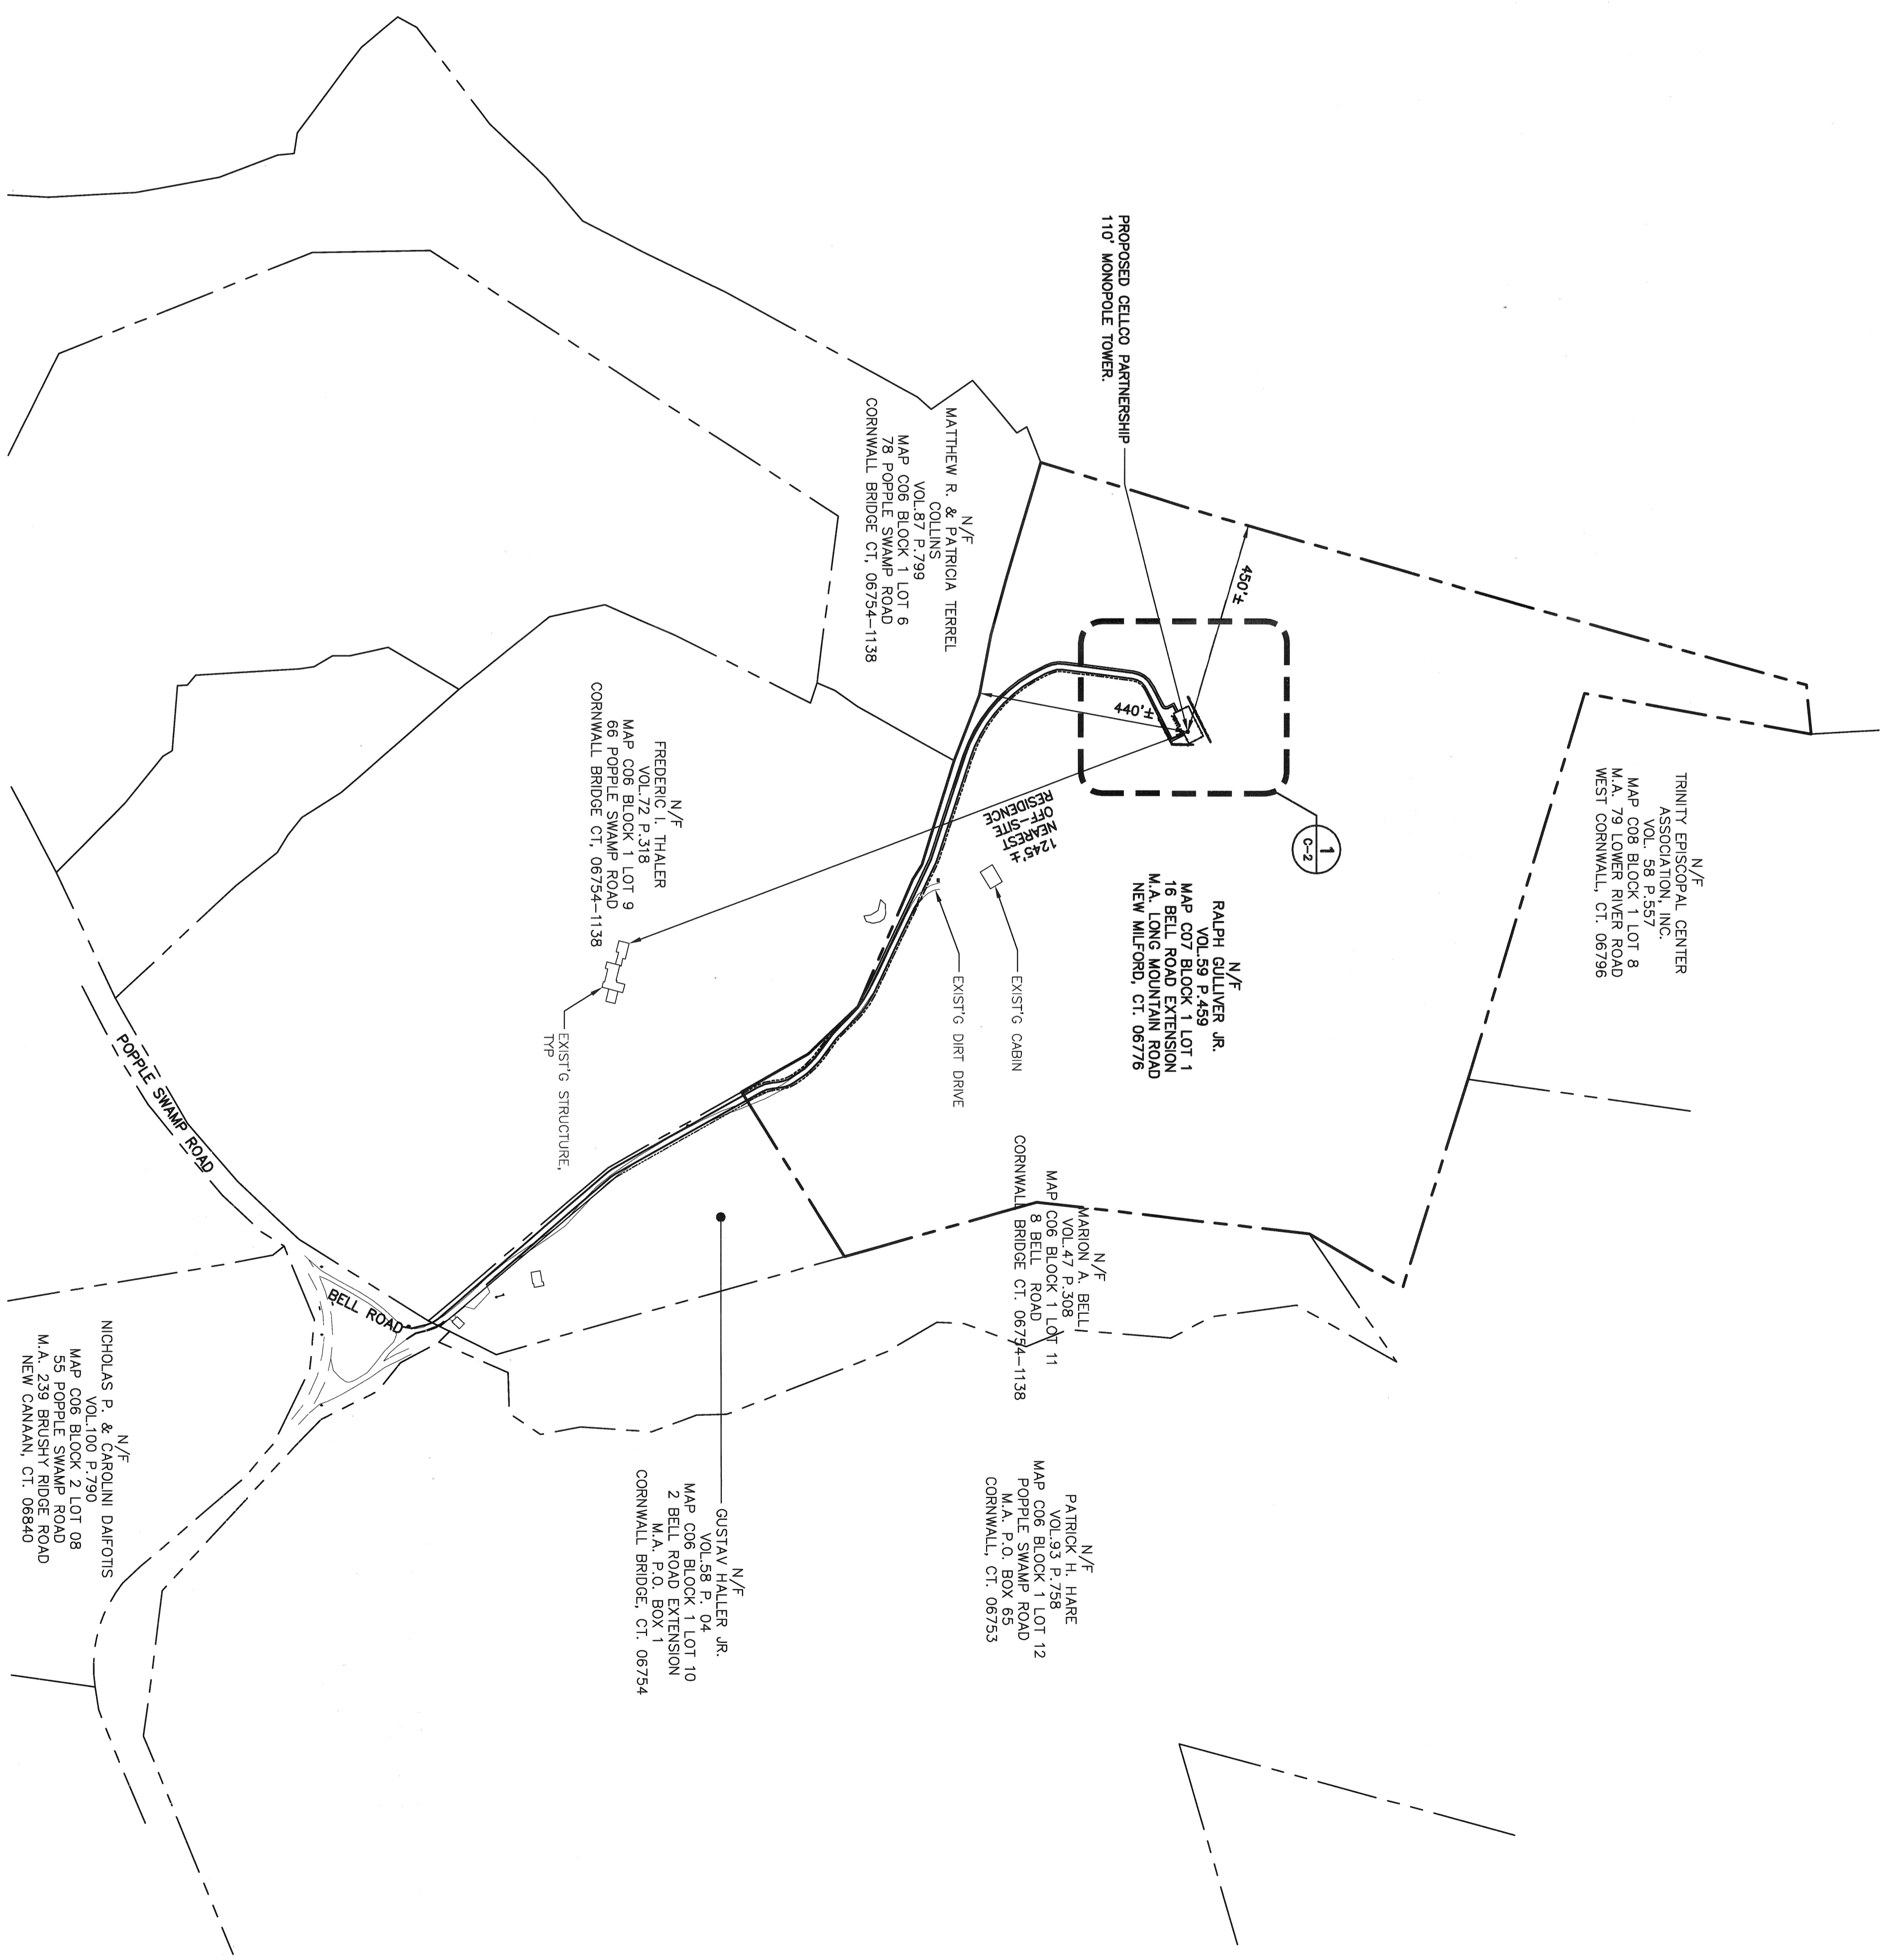 PROPOSED CELLCO PARTNERSHIP
110' MONOPOLE TOWER.
450'±
440'±
1
C-2
N/F
TRINITY EPISCOPAL CENTER
ASSOCIATION, INC.
VOL. 58 P.557
MAP C08 BLOCK 1 LOT 8
M.A. 79 LOWER RIVER ROAD
WEST CORNWALL, CT. 06796
N/F
RALPH GULLIVER JR.
VOL.59 P.459
MAP C07 BLOCK 1 LOT 1
16 BELL ROAD EXTENSION
M.A. LONG MOUNTAIN ROAD
NEW MILFORD, CT. 06776
N/F
MATTHEW R. & PATRICIA TERREL
COLLINS
VOL.87 P.799
MAP C06 BLOCK 1 LOT 6
78 POPPLE SWAMP ROAD
CORNWALL BRIDGE CT, 06754-1138
1245'±
NEAREST
OFF-SITE
RESIDENCE
EXIST'G CABIN
EXIST'G DIRT DRIVE
N/F
FREDERIC I. THALER
VOL.72 P.318
MAP C06 BLOCK 1 LOT 9
66 POPPLE SWAMP ROAD
CORNWALL BRIDGE CT, 06754-1138
EXIST'G STRUCTURE,
TYP
N/F
MARION A. BELL
VOL.47 P.308
MAP C06 BLOCK 1 LOT 11
8 BELL ROAD
CORNWALL BRIDGE CT. 06754-1138
N/F
PATRICK H. HARE
VOL.93 P.758
MAP C06 BLOCK 1 LOT 12
POPPLE SWAMP ROAD
M.A. P.O. BOX 65
CORNWALL, CT. 06753
N/F
GUSTAV HALLER JR.
VOL.58 P. 04
MAP C06 BLOCK 1 LOT 10
2 BELL ROAD EXTENSION
M.A. P.O. BOX 1
CORNWALL BRIDGE, CT. 06754
POPPLE SWAMP ROAD
BELL ROAD
N/F
NICHOLAS P. & CAROLINI DAIFOTIS
VOL.100 P.790
MAP C06 BLOCK 2 LOT 08
55 POPPLE SWAMP ROAD
M.A. 239 BRUSHY RIDGE ROAD
NEW CANAAN, CT. 06840